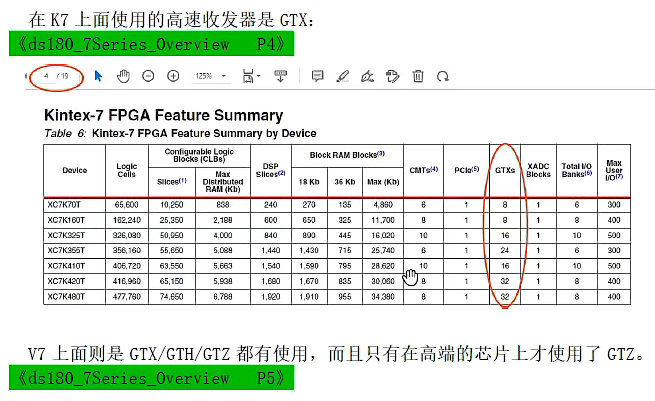 在 K7 上面使用的高速收发器是 GTX:
《ds180_7Series_Overview P4》
4 / 19 125%
Kintex-7 FPGA Feature Summary
Table 6: Kintex-7 FPGA Feature Summary by Device
Device Logic Cells Configurable Logic Blocks (CLBs) Slices(1) Max Distributed RAM (Kb) DSP Slices(2) Block RAM Blocks(3) 18 Kb 36 Kb Max (Kb) CMTs(4) PCIe(5) GTXs XADC Blocks Total I/O Banks(6) Max User I/O(7)
XC7K70T 65,600 10,250 838 240 270 135 4,860 6 1 8 1 6 300
XC7K160T 162,240 25,350 2,188 600 650 325 11,700 8 1 8 1 8 400
XC7K325T 326,080 50,950 4,000 840 890 445 16,020 10 1 16 1 10 500
XC7K355T 356,160 55,650 5,088 1,440 1,430 715 25,740 6 1 24 1 6 300
XC7K410T 406,720 63,550 5,663 1,540 1,590 795 28,620 10 1 16 1 10 500
XC7K420T 416,960 65,150 5,938 1,680 1,670 835 30,060 8 1 32 1 8 400
XC7K480T 477,760 74,650 6,788 1,920 1,910 955 34,380 8 1 32 1 8 400
V7 上面则是 GTX/GTH/GTZ 都有使用，而且只有在高端的芯片上才使用了 GTZ。
《ds180_7Series_Overview P5》